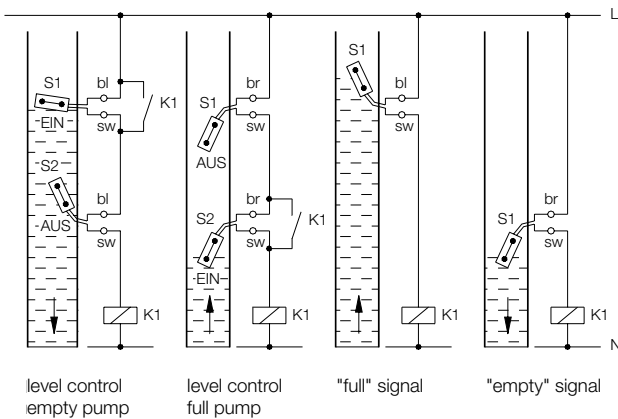 L
S1
bl
K1
EIN
sw
S2
bl
AUS
sw
K1
level control
empty pump
br
S1
sw
AUS
br
S2
K1
sw
EIN
K1
level control
full pump
S1
bl
sw
K1
"full" signal
br
S1
sw
K1
N
"empty" signal